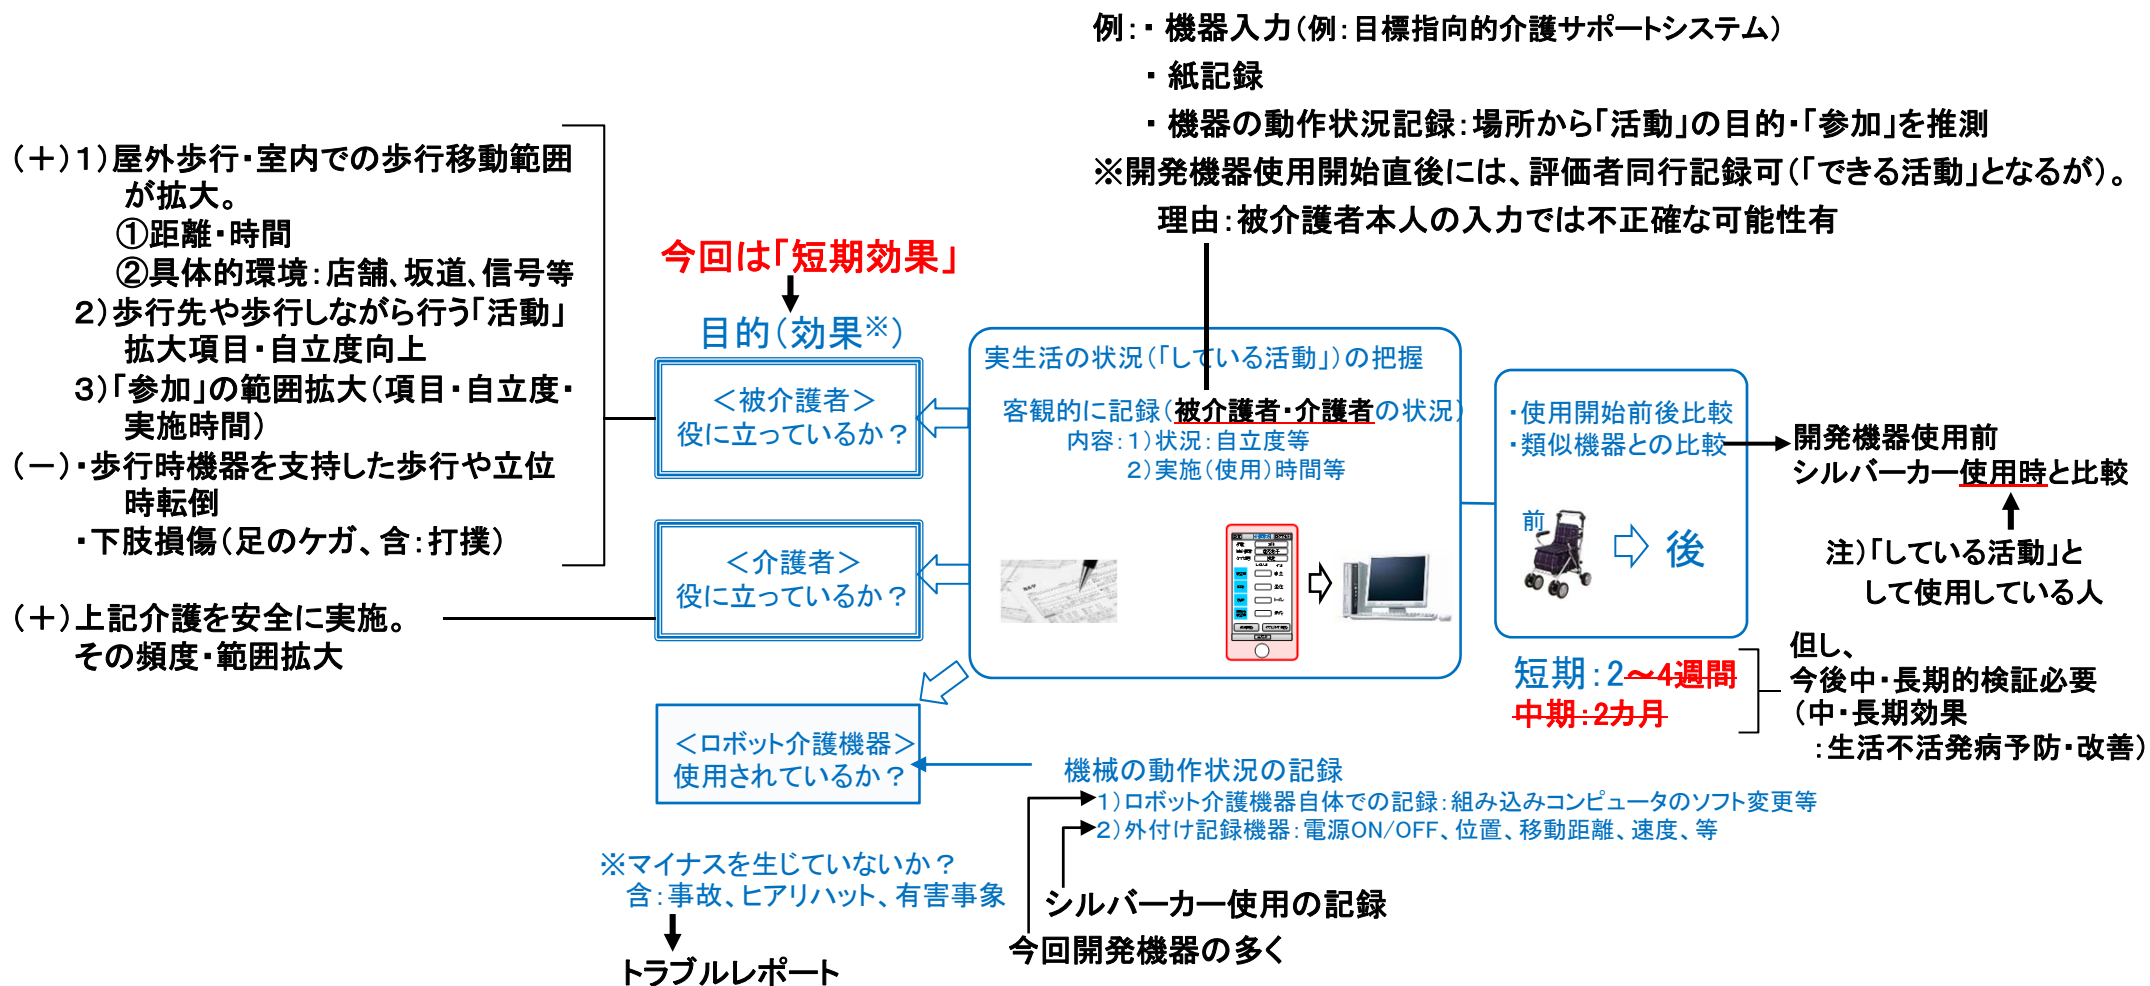 例：・機器入力（例：目標指向的介護サポートシステム）
・紙記録
・機器の動作状況記録：場所から「活動」の目的・「参加」を推測
※開発機器使用開始直後には、評価者同行記録可（「できる活動」となるが）。
理由：被介護者本人の入力では不正確な可能性有
（＋）１）屋外歩行・室内での歩行移動範囲
が拡大。
①距離・時間
②具体的環境：店舗、坂道、信号等
２）歩行先や歩行しながら行う「活動」
拡大項目・自立度向上
３）「参加」の範囲拡大（項目・自立度・
実施時間）
（－）・歩行時機器を支持した歩行や立位
時転倒
・下肢損傷（足のケガ、含：打撲）
（＋）上記介護を安全に実施。
その頻度・範囲拡大
今回は「短期効果」
目的（効果※）
＜被介護者＞
役に立っているか？
＜介護者＞
役に立っているか？
＜ロボット介護機器＞
使用されているか？
※マイナスを生じていないか？
含：事故、ヒアリハット、有害事象
トラブルレポート
実生活の状況（「している活動」）の把握
客観的に記録（被介護者・介護者の状況）
内容：１）状況：自立度等
２）実施（使用）時間等
・使用開始前後比較
・類似機器との比較
前
後
開発機器使用前
シルバーカー使用時と比較
注）「している活動」と
して使用している人
短期：2～4週間
中期：2カ月
但し、
今後中・長期的検証必要
（中・長期効果
：生活不活発病予防・改善）
機械の動作状況の記録
１）ロボット介護機器自体での記録：組み込みコンピュータのソフト変更等
２）外付け記録機器：電源ON/OFF、位置、移動距離、速度、等
シルバーカー使用の記録
今回開発機器の多く